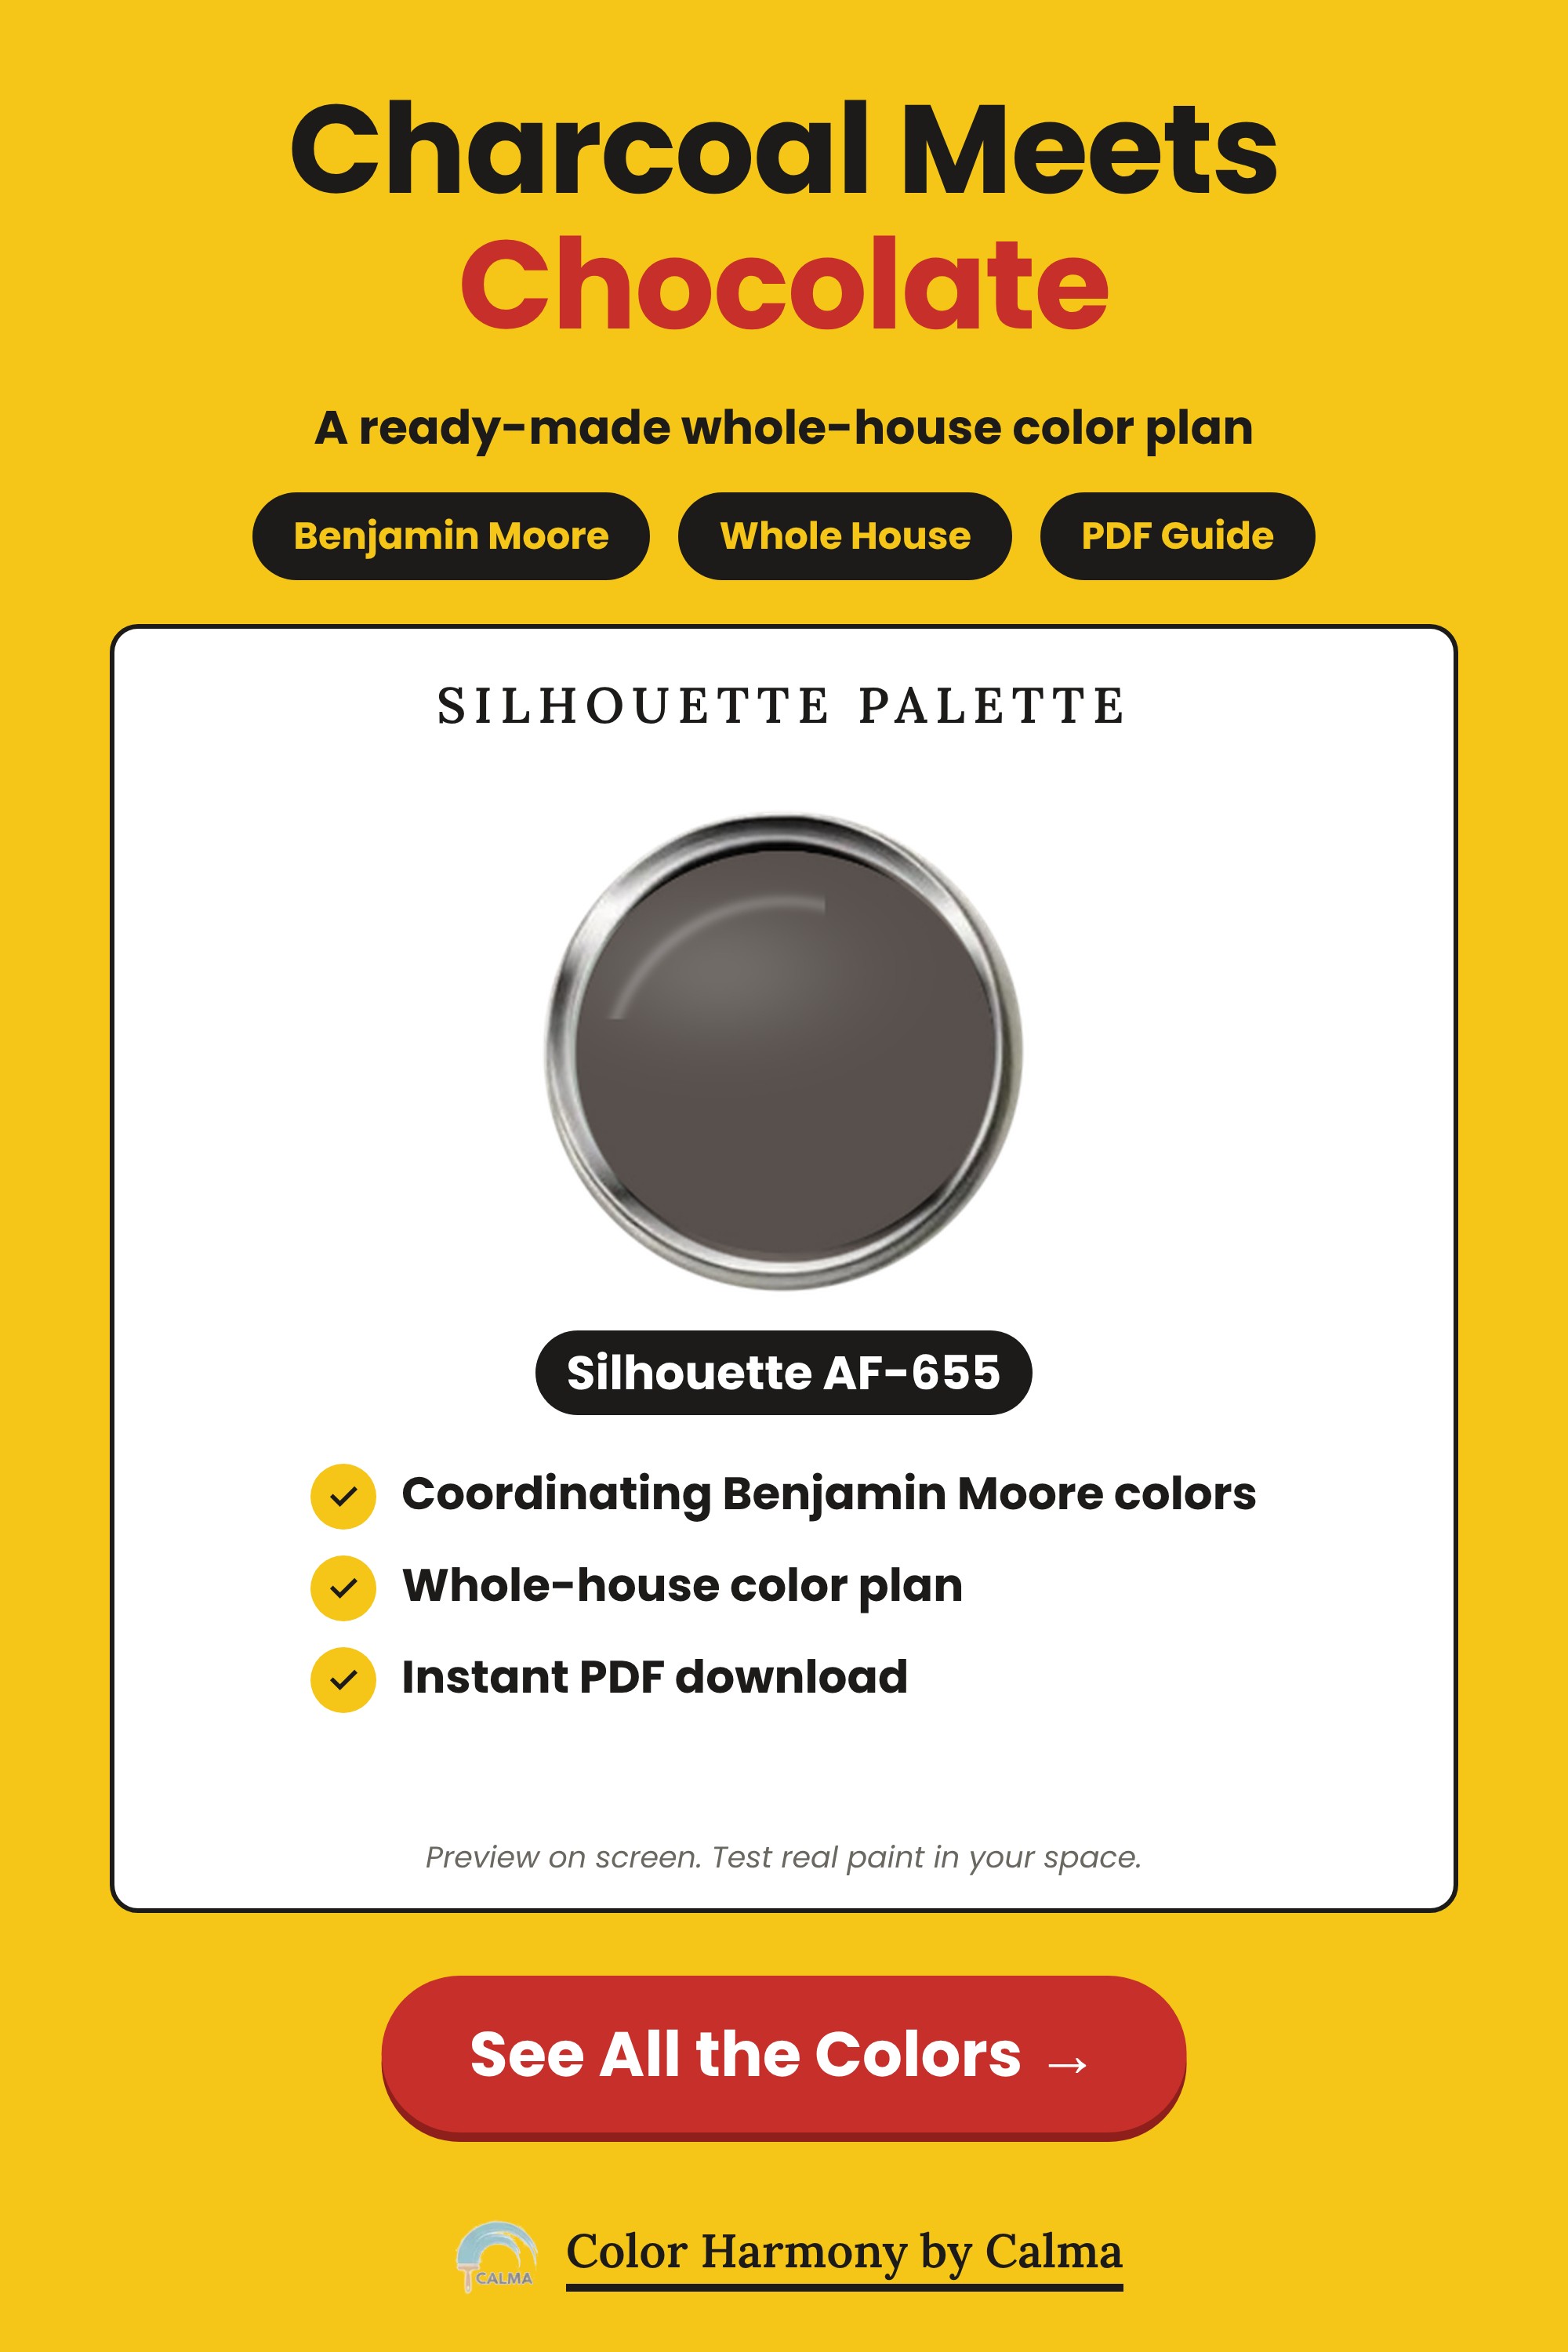 Charcoal Meets
Chocolate
A ready-made whole-house color plan
Benjamin Moore
Whole House
PDF Guide
SILHOUETTE PALETTE
Silhouette AF-655
Coordinating Benjamin Moore colors
Whole-house color plan
Instant PDF download
Preview on screen. Test real paint in your space.
See All the Colors →
CALMA
Color Harmony by Calma